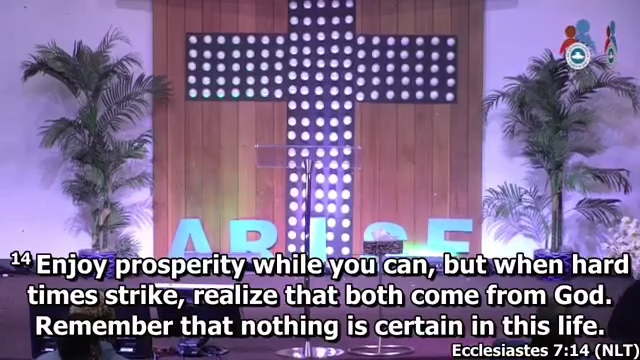 ARISE
14 Enjoy prosperity while you can, but when hard
times strike, realize that both come from God.
Remember that nothing is certain in this life.
Ecclesiastes 7:14 (NLT)